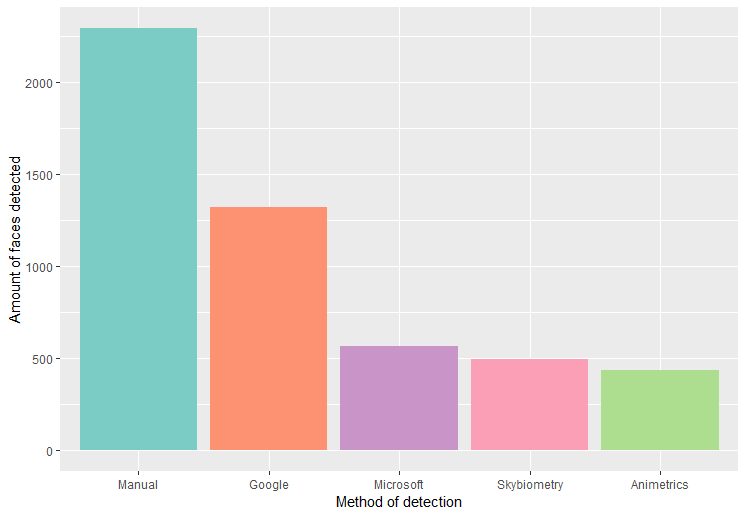 Amount of faces detected
2000
1500
1000
500
0
Manual Google Microsoft Skybiometry Animetrics
Method of detection